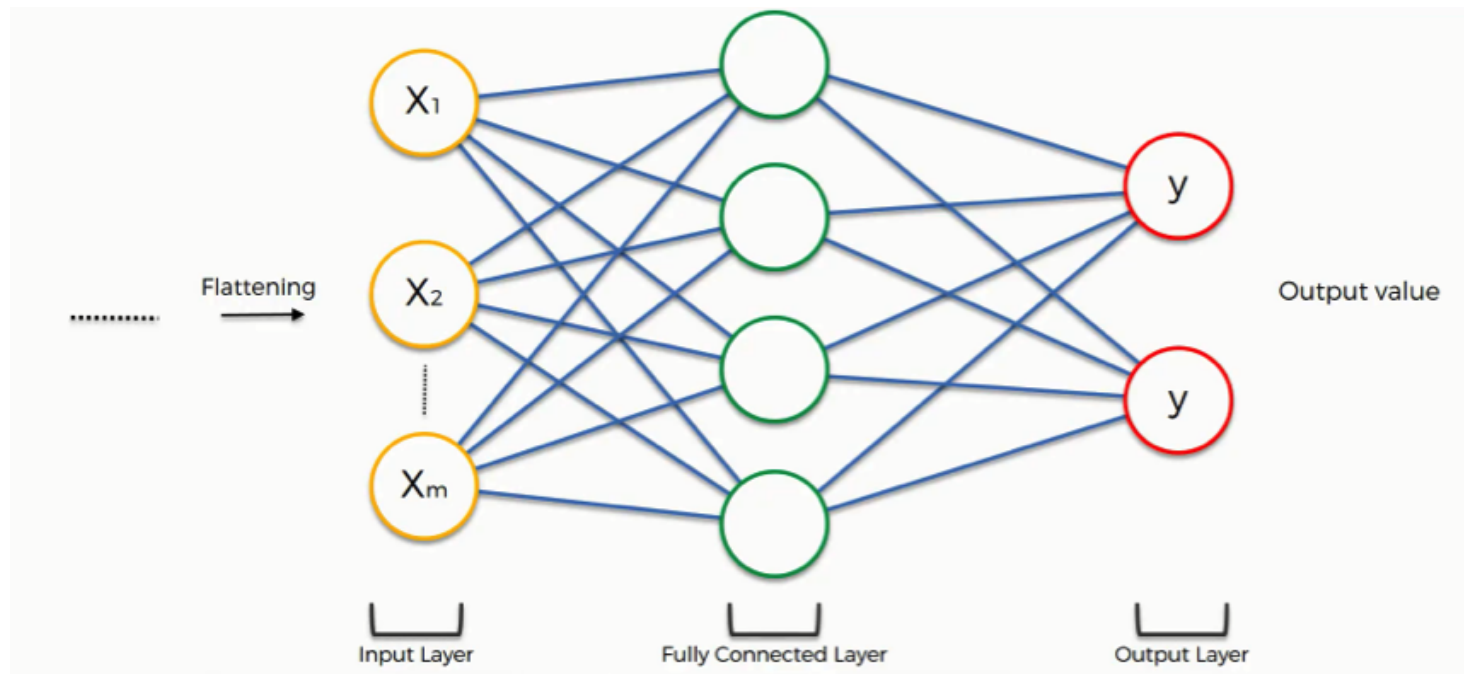 X1
y
Flattening
X2
Output value
y
Xm
Input Layer
Fully Connected Layer
Output Layer